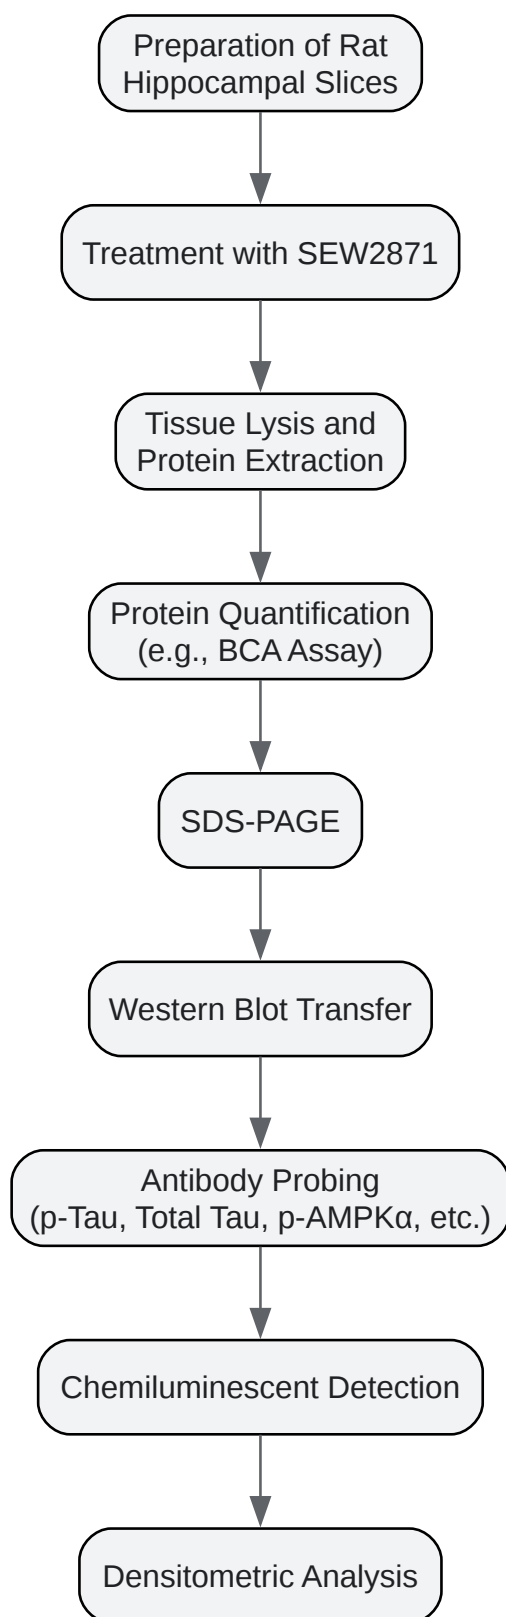 Preparation of Rat
Hippocampal Slices
Treatment with SEW2871
Tissue Lysis and
Protein Extraction
Protein Quantification
(e.g., BCA Assay)
SDS-PAGE
Western Blot Transfer
Antibody Probing
(p-Tau, Total Tau, p-AMPKα, etc.)
Chemiluminescent Detection
Densitometric Analysis